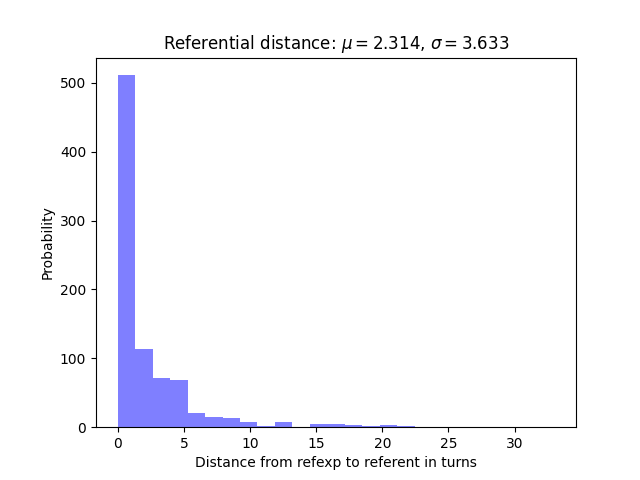 Referential distance: μ = 2.314, σ = 3.633
500
400
300
200
100
0
Probability
0 5 10 15 20 25 30
Distance from refexp to referent in turns